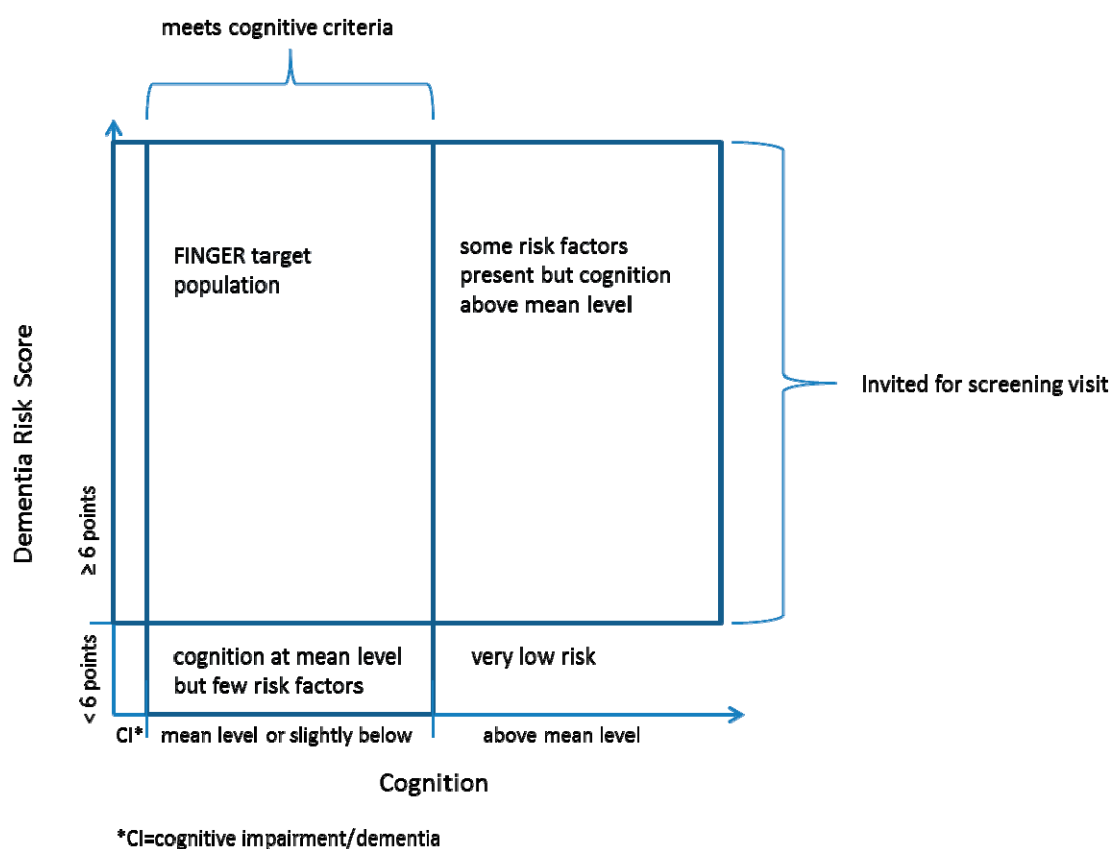 meets cognitive criteria
FINGER target
population
some risk factors
present but cognition
above mean level
Invited for screening visit
Dementia Risk Score
≥ 6 points
< 6 points
cognition at mean level
but few risk factors
very low risk
CI*
mean level or slightly below
above mean level
Cognition
*CI=cognitive impairment/dementia